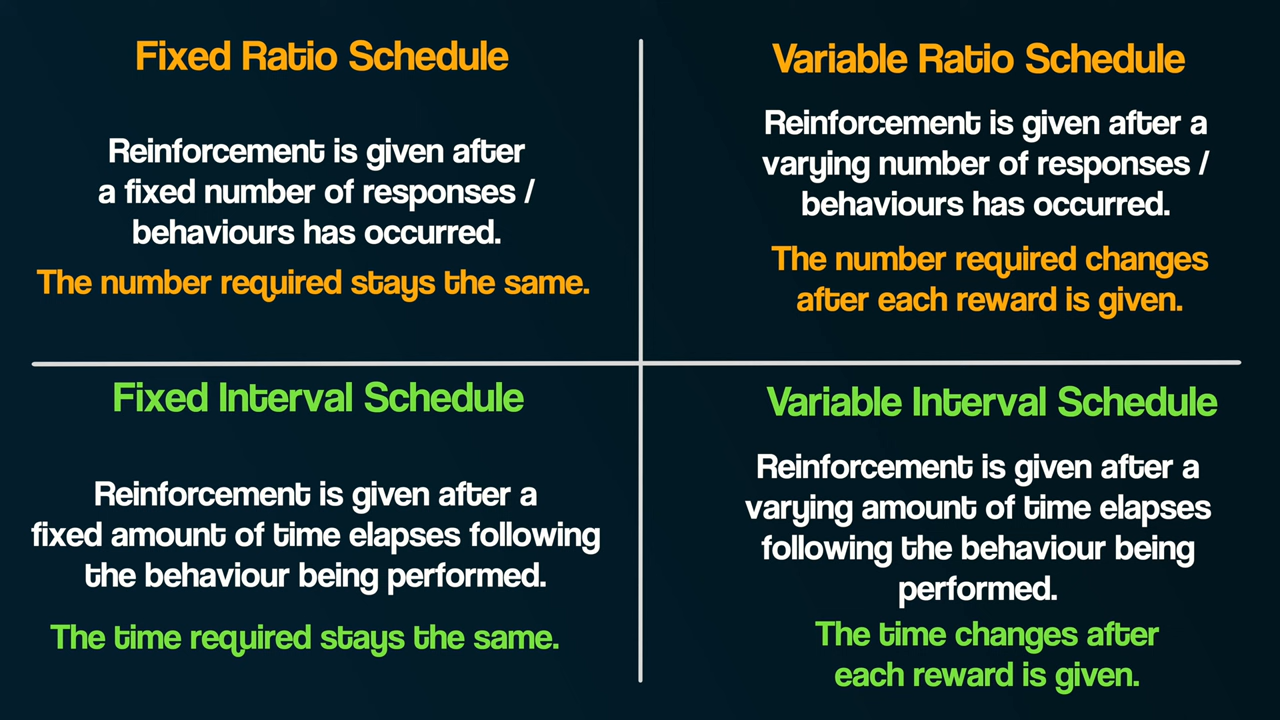 Fixed Ratio Schedule
Reinforcement is given after
a fixed number of responses /
behaviours has occurred.
The number required stays the same.
Variable Ratio Schedule
Reinforcement is given after a
varying number of responses /
behaviours has occurred.
The number required changes
after each reward is given.
Fixed Interval Schedule
Reinforcement is given after a
fixed amount of time elapses following
the behaviour being performed.
The time required stays the same.
Variable Interval Schedule
Reinforcement is given after a
varying amount of time elapses
following the behaviour being
performed.
The time changes after
each reward is given.